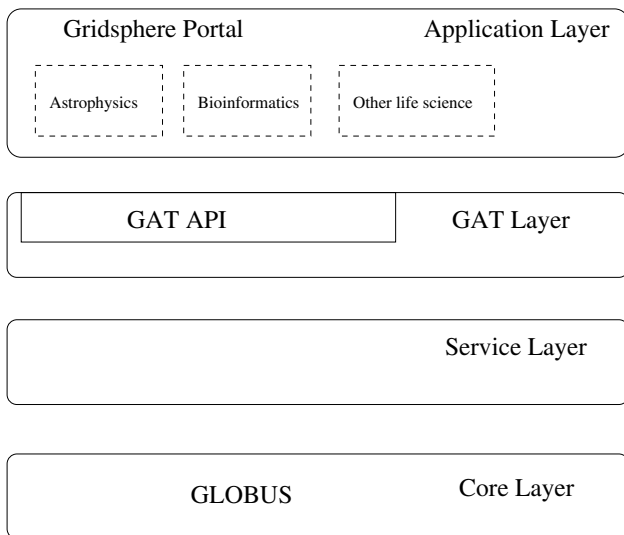 Gridsphere Portal Application Layer
Astrophysics Bioinformatics Other life science
GAT API GAT Layer
Service Layer
GLOBUS Core Layer